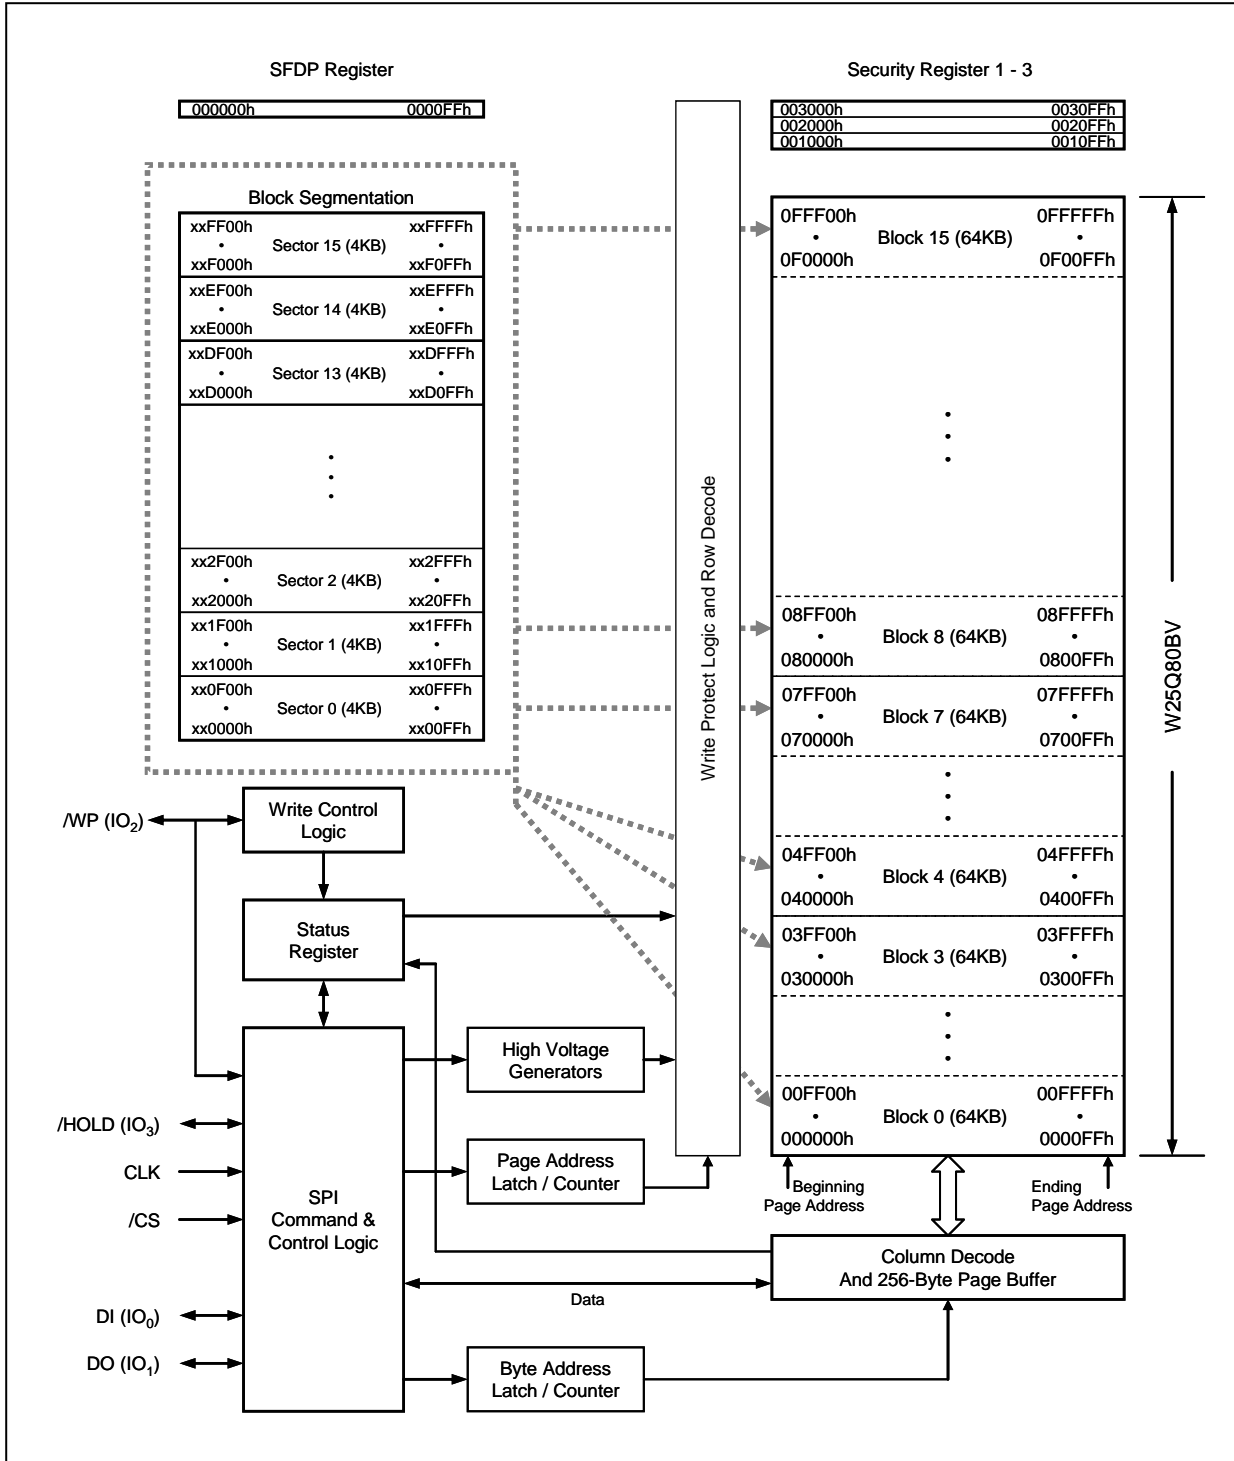 SFDP Register
000000h 0000FFh
Block Segmentation
xxFF00h xxFFFFh
• Sector 15 (4KB) •
xxF000h xxF0FFh
xxEF00h xxEFFFh
• Sector 14 (4KB) •
xxE000h xxE0FFh
xxDF00h xxDFFFh
• Sector 13 (4KB) •
xxD000h xxD0FFh
xx2F00h xx2FFFh
• Sector 2 (4KB) •
xx2000h xx20FFh
xx1F00h xx1FFFh
• Sector 1 (4KB) •
xx1000h xx10FFh
xx0F00h xx0FFFh
• Sector 0 (4KB) •
xx0000h xx00FFh
Write Protect Logic and Row Decode
Security Register 1 - 3
003000h 0030FFh
002000h 0020FFh
001000h 0010FFh
0FFF00h 0FFFFFh
• Block 15 (64KB) •
0F0000h 0F00FFh
08FF00h 08FFFFh
• Block 8 (64KB) •
080000h 0800FFh
07FF00h 07FFFFh
• Block 7 (64KB) •
070000h 0700FFh
04FF00h 04FFFFh
• Block 4 (64KB) •
040000h 0400FFh
03FF00h 03FFFFh
• Block 3 (64KB) •
030000h 0300FFh
00FF00h 00FFFFh
• Block 0 (64KB) •
000000h 0000FFh
W25Q80BV
Beginning
Page Address
Ending
Page Address
/WP (IO2)
Write Control
Logic
Status
Register
High Voltage
Generators
/HOLD (IO3)
CLK
/CS
DI (IO0)
DO (IO1)
SPI
Command &
Control Logic
Page Address
Latch / Counter
Column Decode
And 256-Byte Page Buffer
Data
Byte Address
Latch / Counter